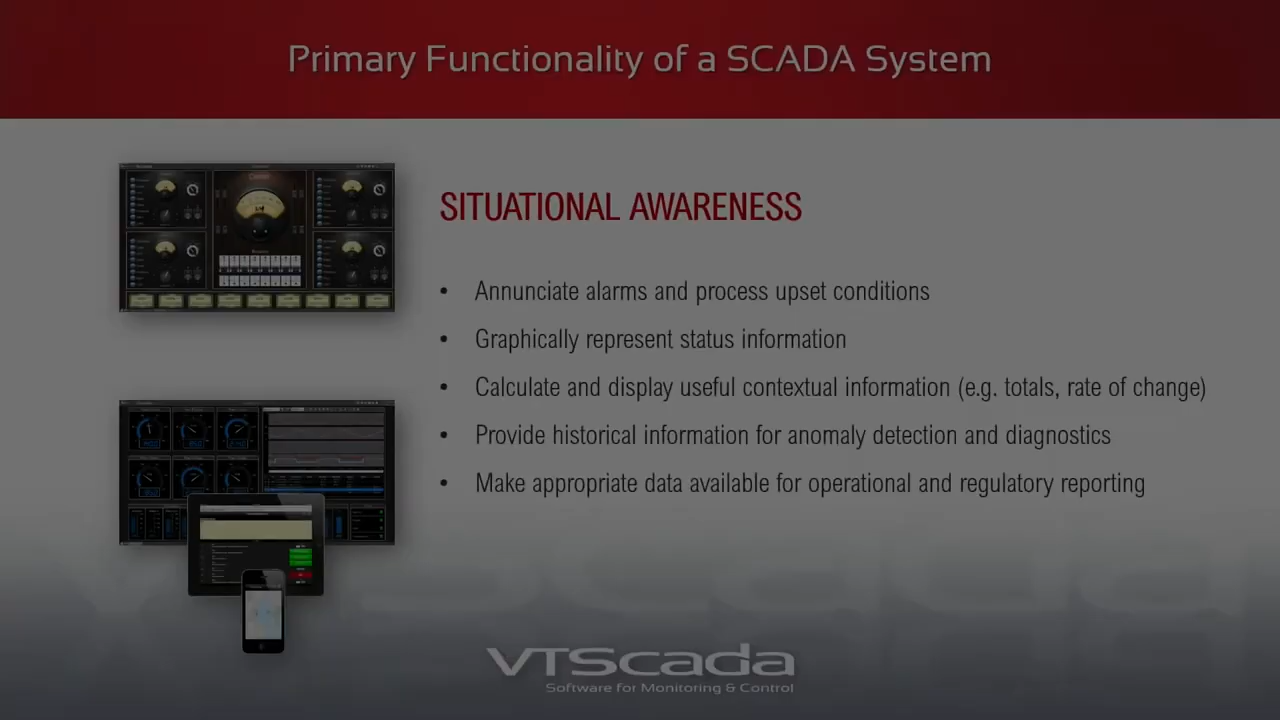 Primary Functionality of a SCADA System
SITUATIONAL AWARENESS
• Annunciate alarms and process upset conditions
• Graphically represent status information
• Calculate and display useful contextual information (e.g. totals, rate of change)
• Provide historical information for anomaly detection and diagnostics
• Make appropriate data available for operational and regulatory reporting
VTScada
Software for Monitoring & Control